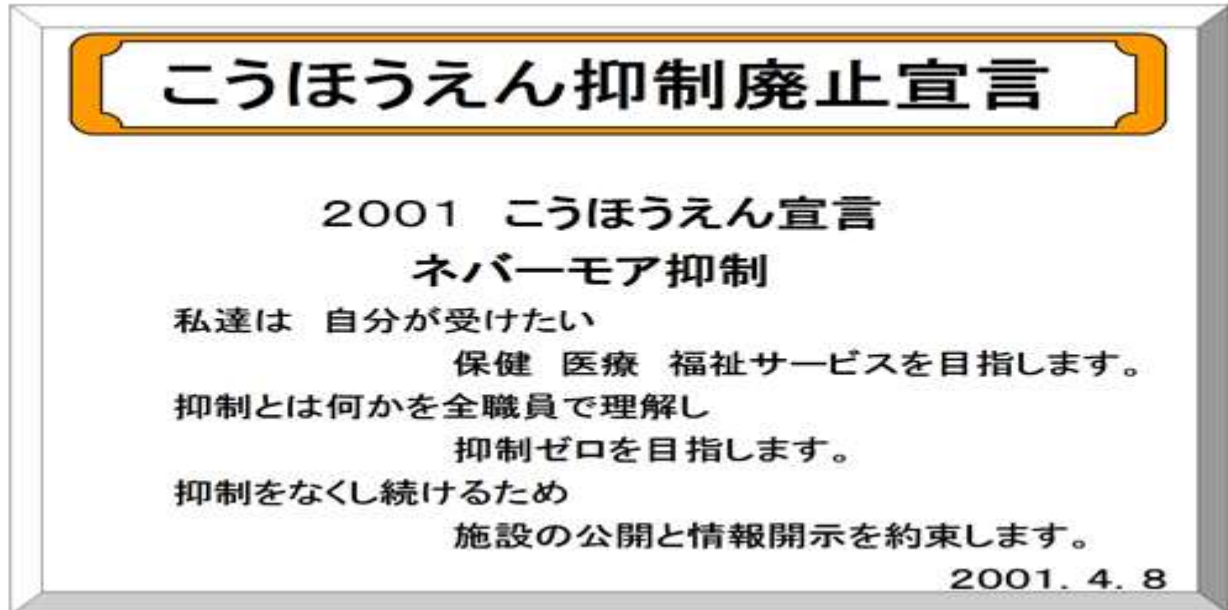 こうほうえん抑制廃止宣言
2001　こうほうえん宣言
ネバーモア抑制
私達は　自分が受けたい
保健　医療　福祉サービスを目指します。
抑制とは何かを全職員で理解し
抑制ゼロを目指します。
抑制をなくし続けるため
施設の公開と情報開示を約束します。
2001. 4. 8